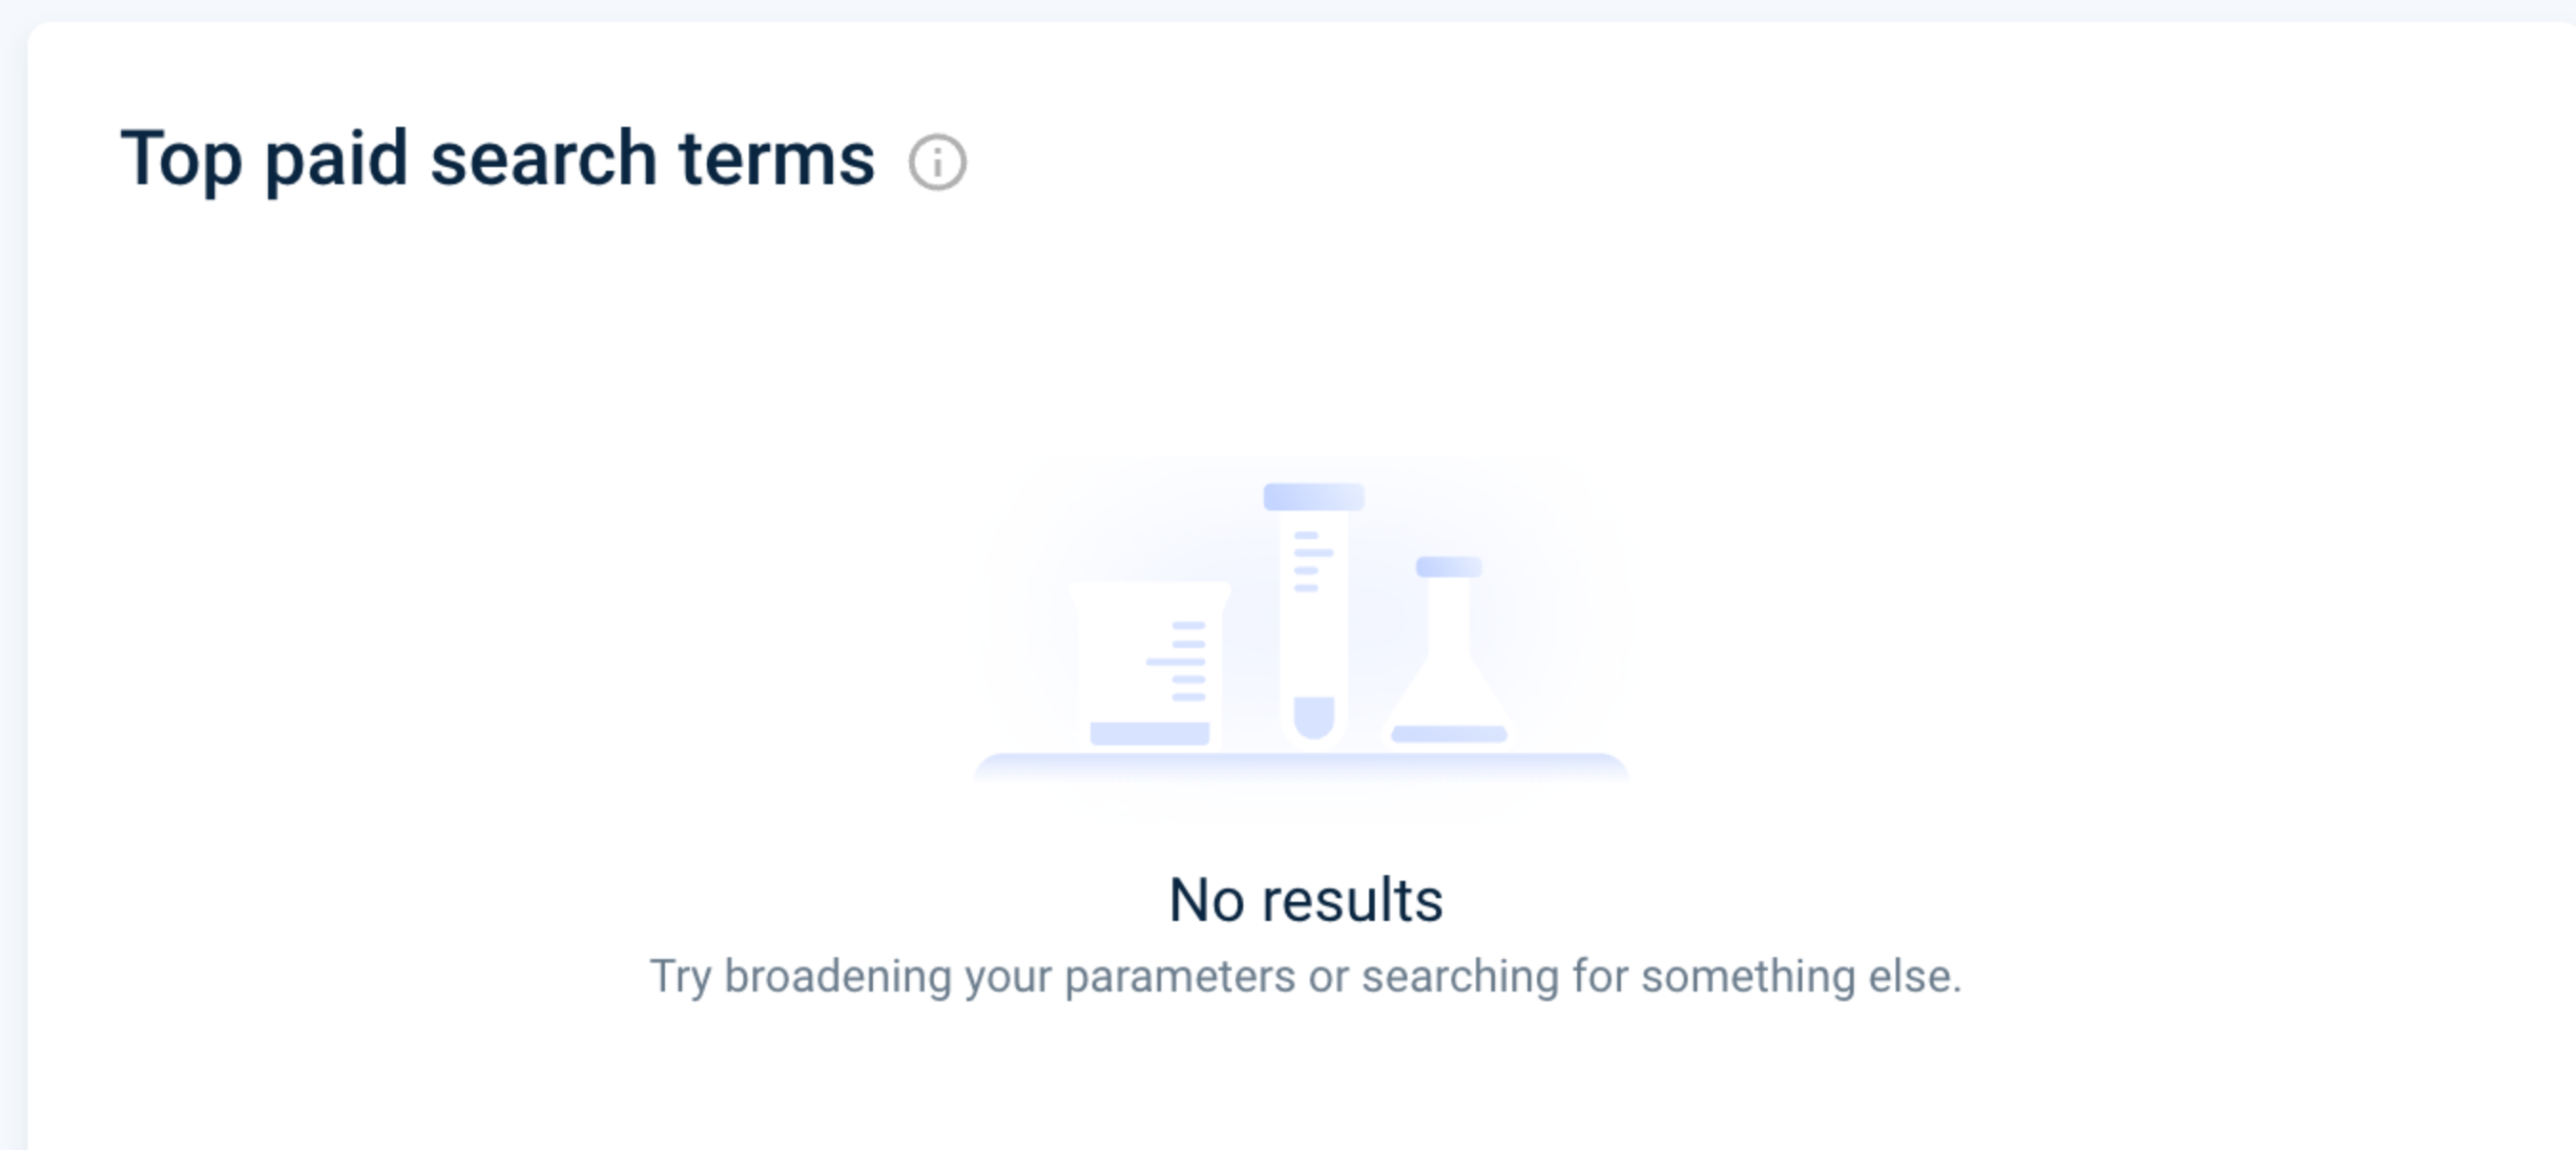 Top paid search terms
No results
Try broadening your parameters or searching for something else.